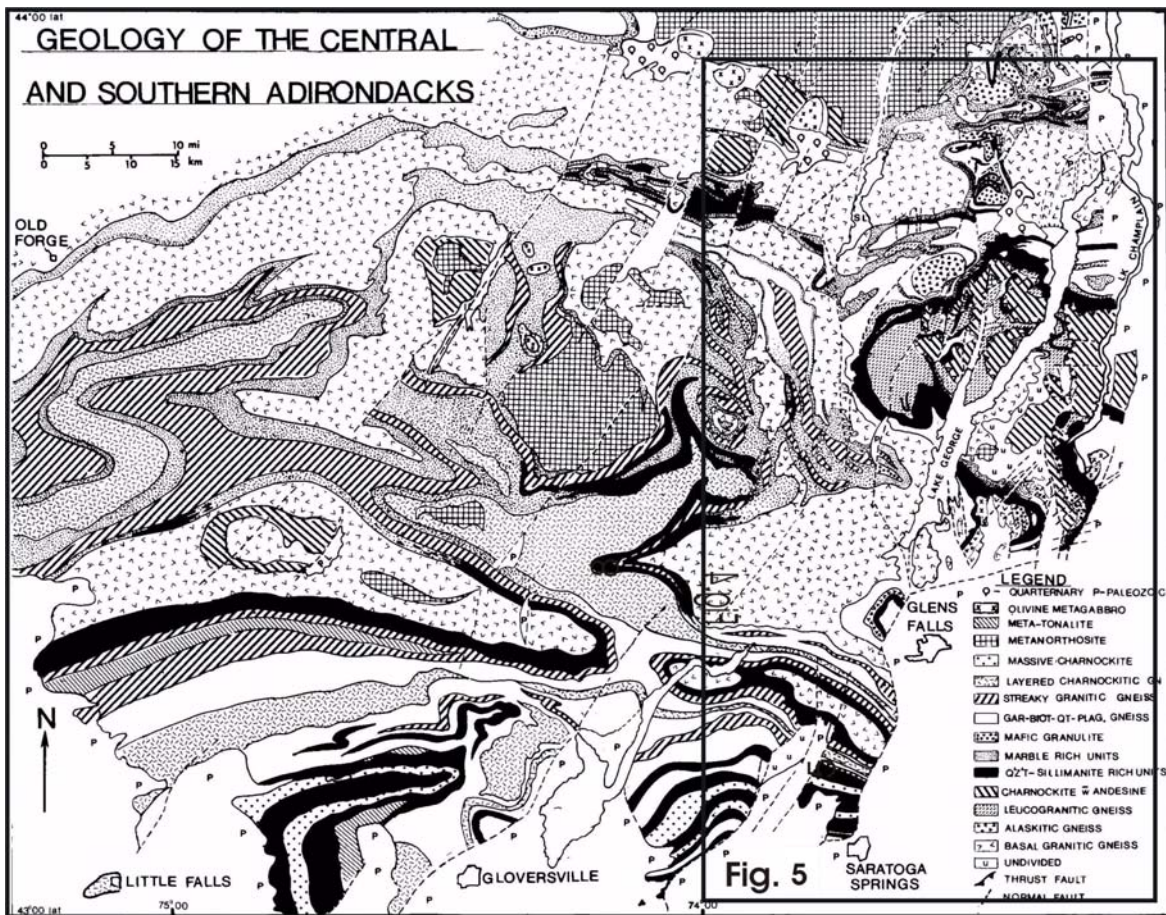 44°00 lat
GEOLOGY OF THE CENTRAL
AND SOUTHERN ADIRONDACKS
0 5 10 mi
0 5 10 15 km
OLD
FORGE
N
LITTLE FALLS
GLOVERSVILLE
43°00 lat
75°00
74°00
Fig. 5
SARATOGA
SPRINGS
GLENS
FALLS
LAKE GEORGE
LK CHAMPLAIN
LEGEND
QUATERNARY P-PALEOZOIC
OLIVINE METAGABBRO
META-TONALITE
METANORTHOSITE
MASSIVE CHARNOCKITE
LAYERED CHARNOCKITIC GN
STREAKY GRANITIC GNEISS
GAR-BIOT-QT-PLAG, GNEISS
MAFIC GRANULITE
MARBLE RICH UNITS
QZ'T-SILLIMANITE RICH UNITS
CHARNOCKITE W̄ ANDESINE
LEUCOGRANITIC GNEISS
ALASKITIC GNEISS
BASAL GRANITIC GNEISS
U UNDIVIDED
THRUST FAULT
NORMAL FAULT